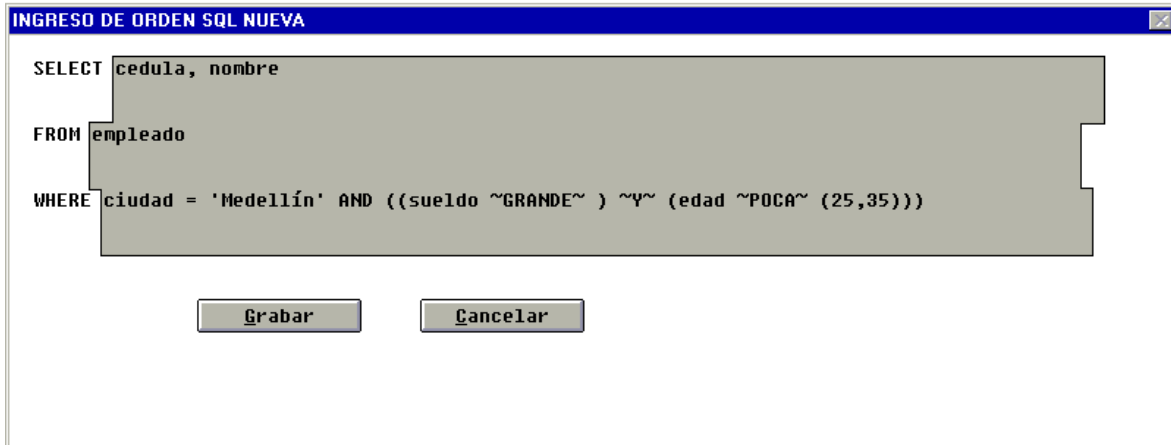 INGRESO DE ORDEN SQL NUEVA
SELECT cedula, nombre
FROM empleado
WHERE ciudad = 'Medellín' AND ((sueldo ~GRANDE~ ) ~Y~ (edad ~POCA~ (25,35)))
Grabar Cancelar